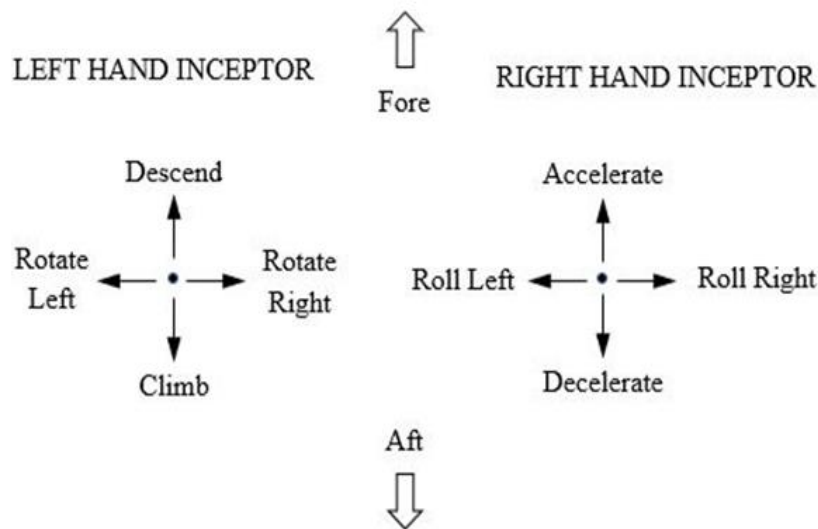 LEFT HAND INCEPTOR
Fore
RIGHT HAND INCEPTOR
Descend
Rotate
Left
Rotate
Right
Climb
Accelerate
Roll Left
Roll Right
Decelerate
Aft